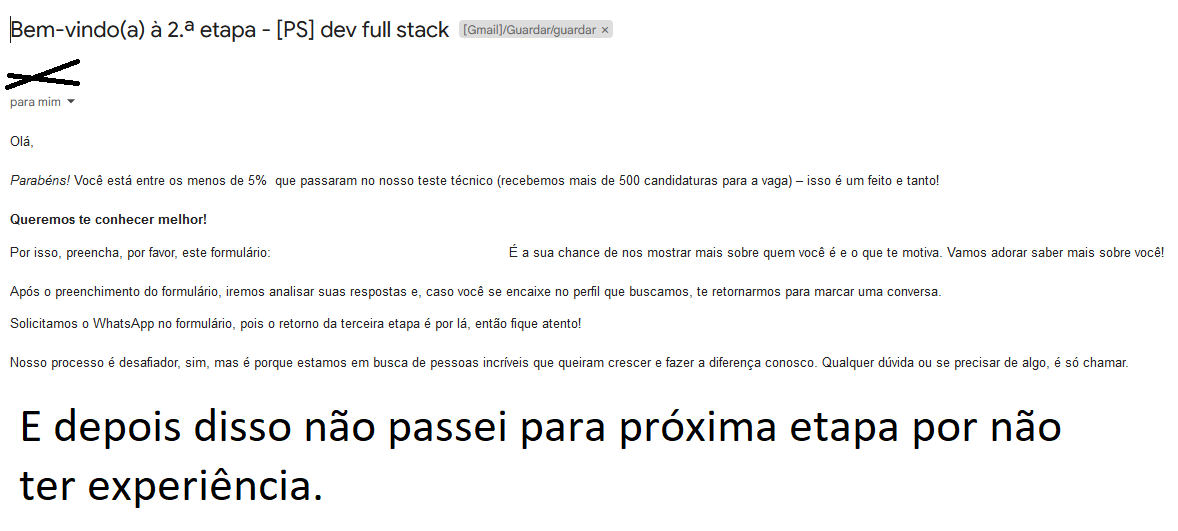 Bem-vindo(a) à 2.ª etapa - [PS] dev full stack [Gmail]/Guardar/guardar ×
para mim
Olá,
Parabéns! Você está entre os menos de 5% que passaram no nosso teste técnico (recebemos mais de 500 candidaturas para a vaga) – isso é um feito e tanto!
Queremos te conhecer melhor!
Por isso, preencha, por favor, este formulário: É a sua chance de nos mostrar mais sobre quem você é e o que te motiva. Vamos adorar saber mais sobre você!
Após o preenchimento do formulário, iremos analisar suas respostas e, caso você se encaixe no perfil que buscamos, te retornarmos para marcar uma conversa.
Solicitamos o WhatsApp no formulário, pois o retorno da terceira etapa é por lá, então fique atento!
Nosso processo é desafiador, sim, mas é porque estamos em busca de pessoas incríveis que queiram crescer e fazer a diferença conosco. Qualquer dúvida ou se precisar de algo, é só chamar.
E depois disso não passei para próxima etapa por não
ter experiência.